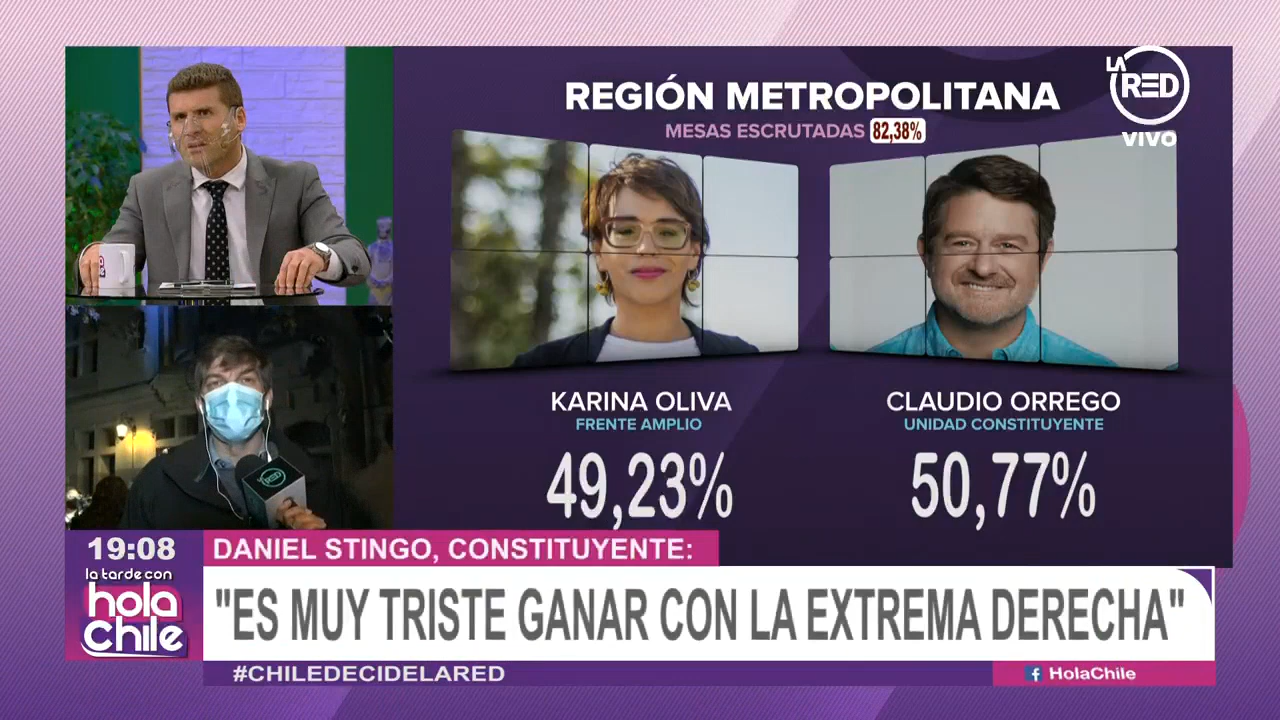 LA
RED
VIVO
REGIÓN METROPOLITANA
MESAS ESCRUTADAS 82,38%
KARINA OLIVA
FRENTE AMPLIO
49,23%
CLAUDIO ORREGO
UNIDAD CONSTITUYENTE
50,77%
RED
19:08
la tarde con
hola
chile
DANIEL STINGO, CONSTITUYENTE:
"ES MUY TRISTE GANAR CON LA EXTREMA DERECHA"
#CHILEDECIDELARED
HolaChile